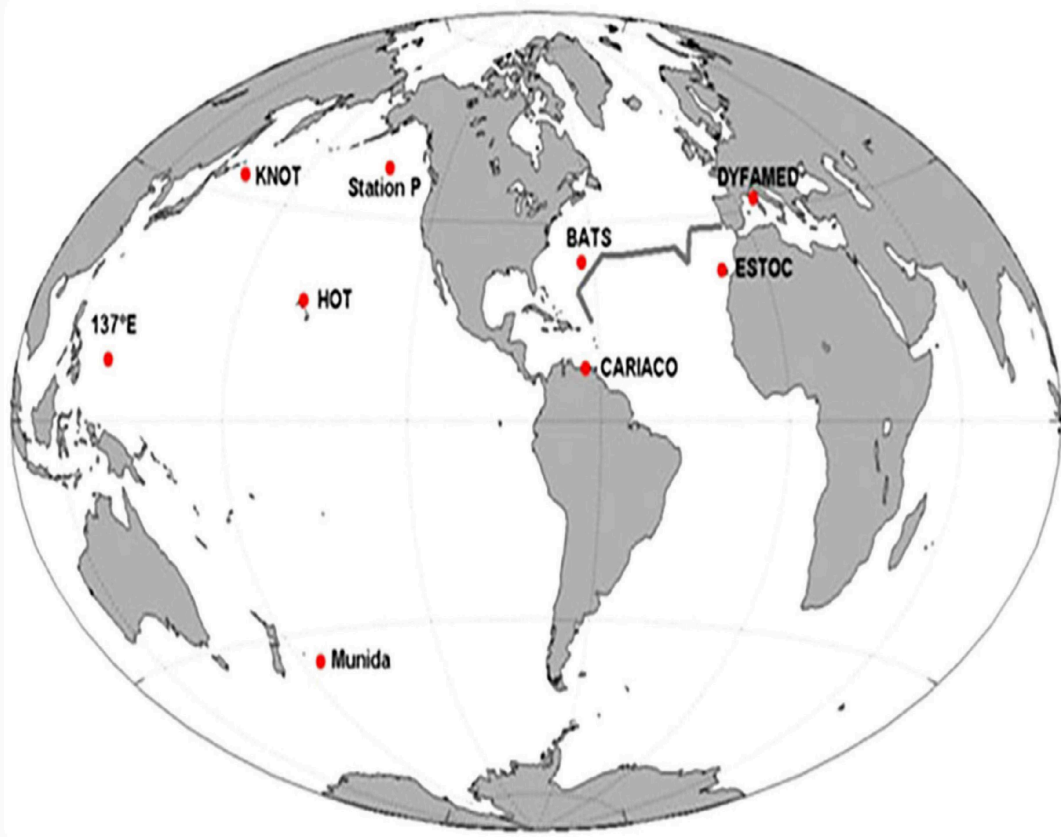 KNOT
Station P
DYFAMED
BATS
ESTOC
HOT
137°E
CARIACO
Munida